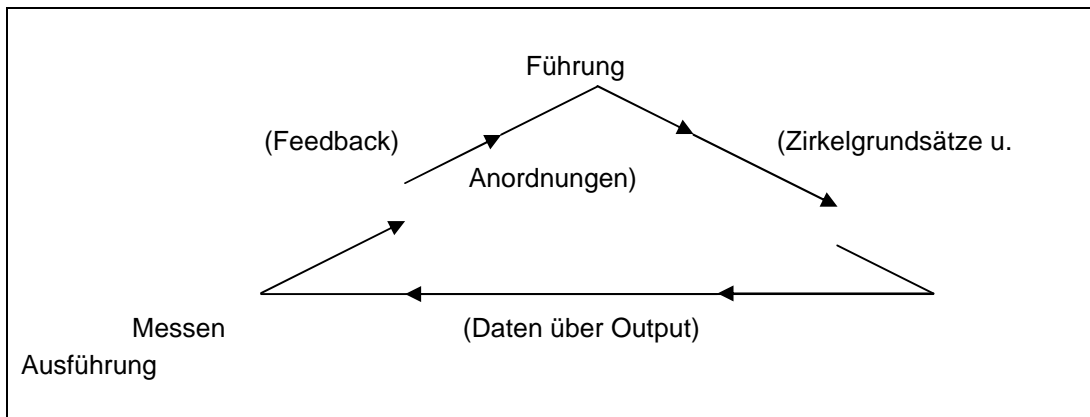 Führung
(Feedback) (Zirkelgrundsätze u.
Anordnungen)
Messen (Daten über Output)
Ausführung